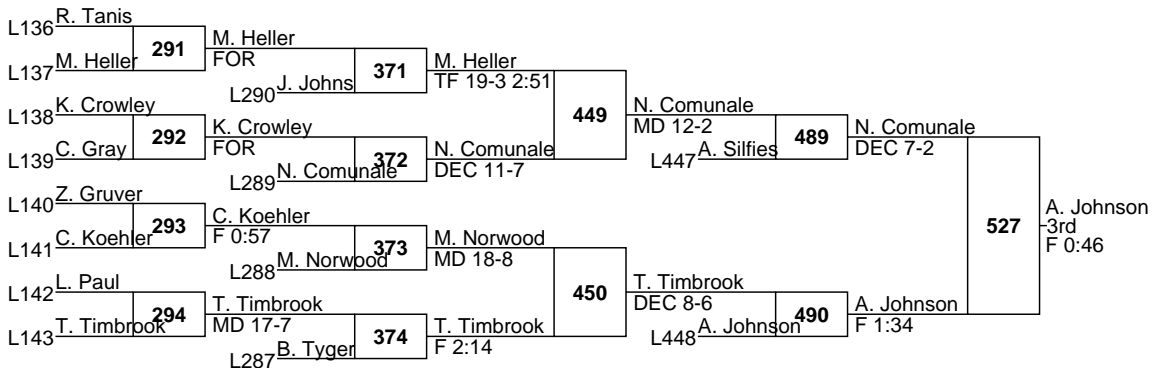 R. Tanis
L136
291
M. Heller
FOR
M. Heller
L137
371
M. Heller
TF 19-3 2:51
J. Johns
L290
K. Crowley
L138
449
N. Comunale
MD 12-2
292
K. Crowley
FOR
C. Gray
L139
372
N. Comunale
DEC 11-7
N. Comunale
L289
489
N. Comunale
DEC 7-2
A. Silfies
L447
Z. Gruver
L140
293
C. Koehler
F 0:57
C. Koehler
L141
373
M. Norwood
MD 18-8
M. Norwood
L288
527
A. Johnson
3rd
F 0:46
L. Paul
L142
450
T. Timbrook
DEC 8-6
294
T. Timbrook
MD 17-7
T. Timbrook
L143
374
T. Timbrook
F 2:14
B. Tyger
L287
490
A. Johnson
F 1:34
A. Johnson
L448